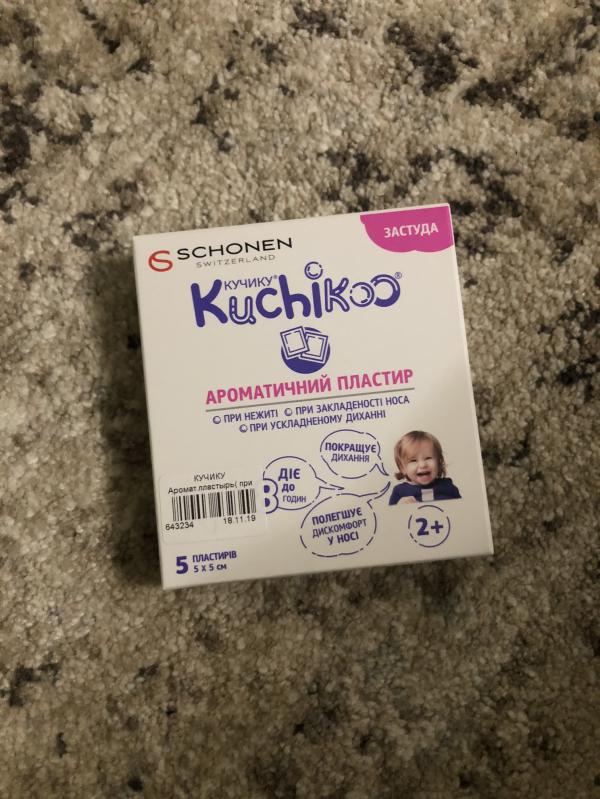 SCHONEN
SWITZERLAND
ЗАСТУДА
КУЧИКУ®
Kuchikoo®
АРОМАТИЧНИЙ ПЛАСТИР
ПРИ НЕЖИТІ ПРИ ЗАКЛАДЕНОСТІ НОСА
ПРИ УСКЛАДНЕНОМУ ДИХАННІ
ПОКРАЩУЄ
ДИХАННЯ
8 ДІЄ
до
ГОДИН
ПОЛЕГШУЄ
ДИСКОМФОРТ
У НОСІ
2+
КУЧИКУ
Аромат.пластырь( при
643234 18.11.19
5 ПЛАСТИРІВ
5 х 5 см